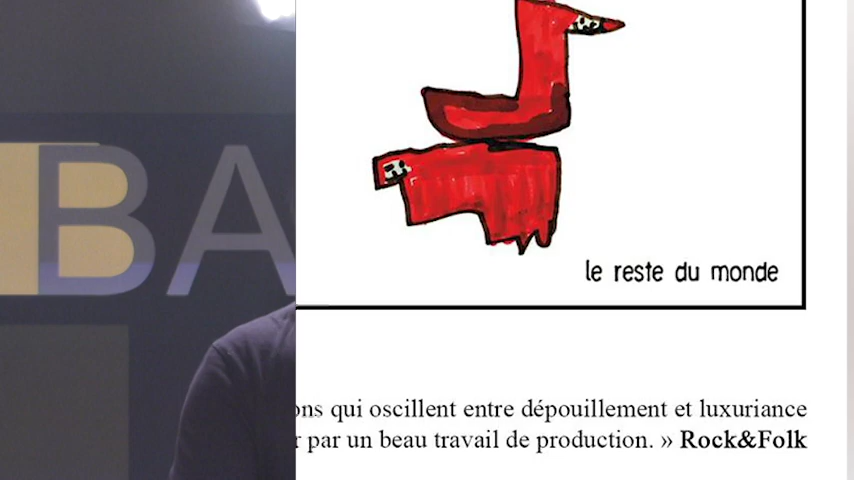 BA
le reste du monde
ons qui oscillent entre dépouillement et luxuriance
par un beau travail de production. » Rock&Folk